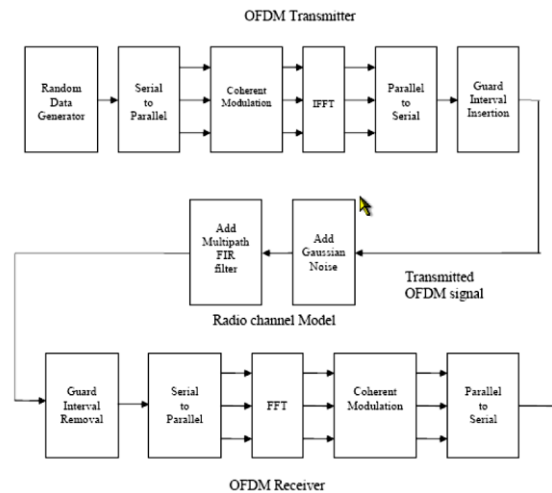 OFDM Transmitter
Random
Data
Generator
Serial
to
Parallel
Coherent
Modulation
IFFT
Parallel
to
Serial
Guard
Interval
Insertion
Add
Multipath
FIR
filter
Add
Gaussian
Noise
Transmitted
OFDM signal
Radio channel Model
Guard
Interval
Removal
Serial
to
Parallel
FFT
Coherent
Modulation
Parallel
to
Serial
OFDM Receiver